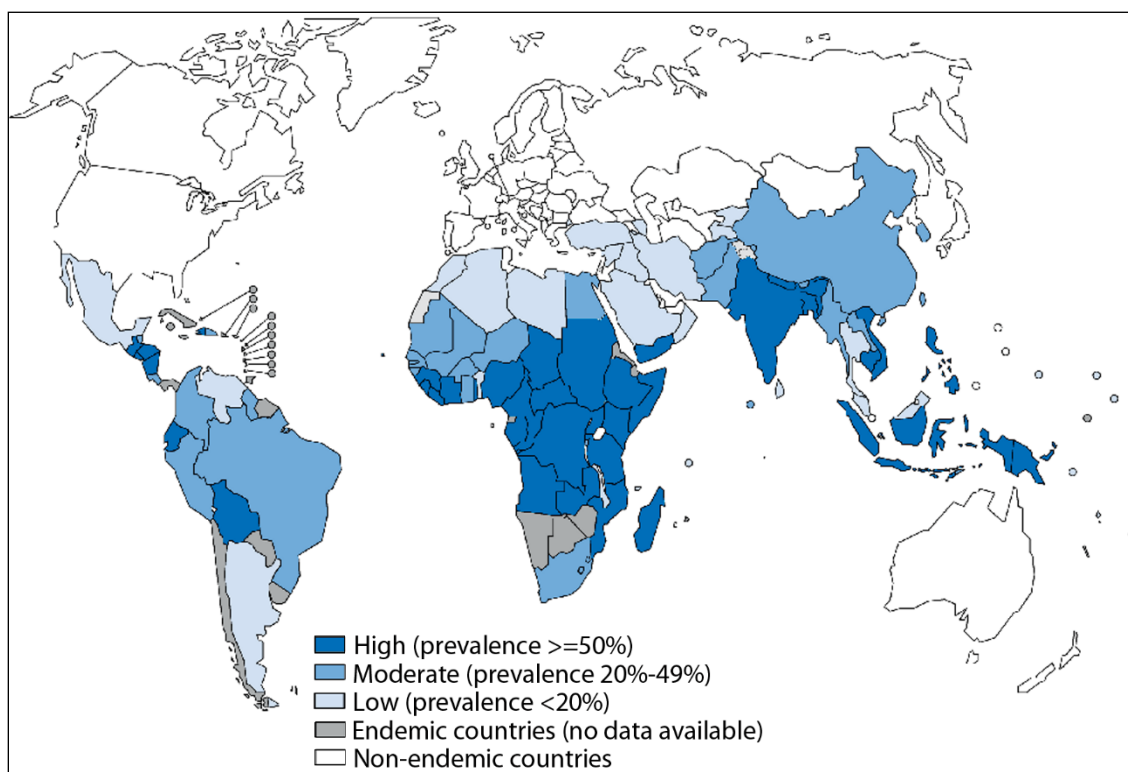 High (prevalence >=50%)
Moderate (prevalence 20%-49%)
Low (prevalence <20%)
Endemic countries (no data available)
Non-endemic countries